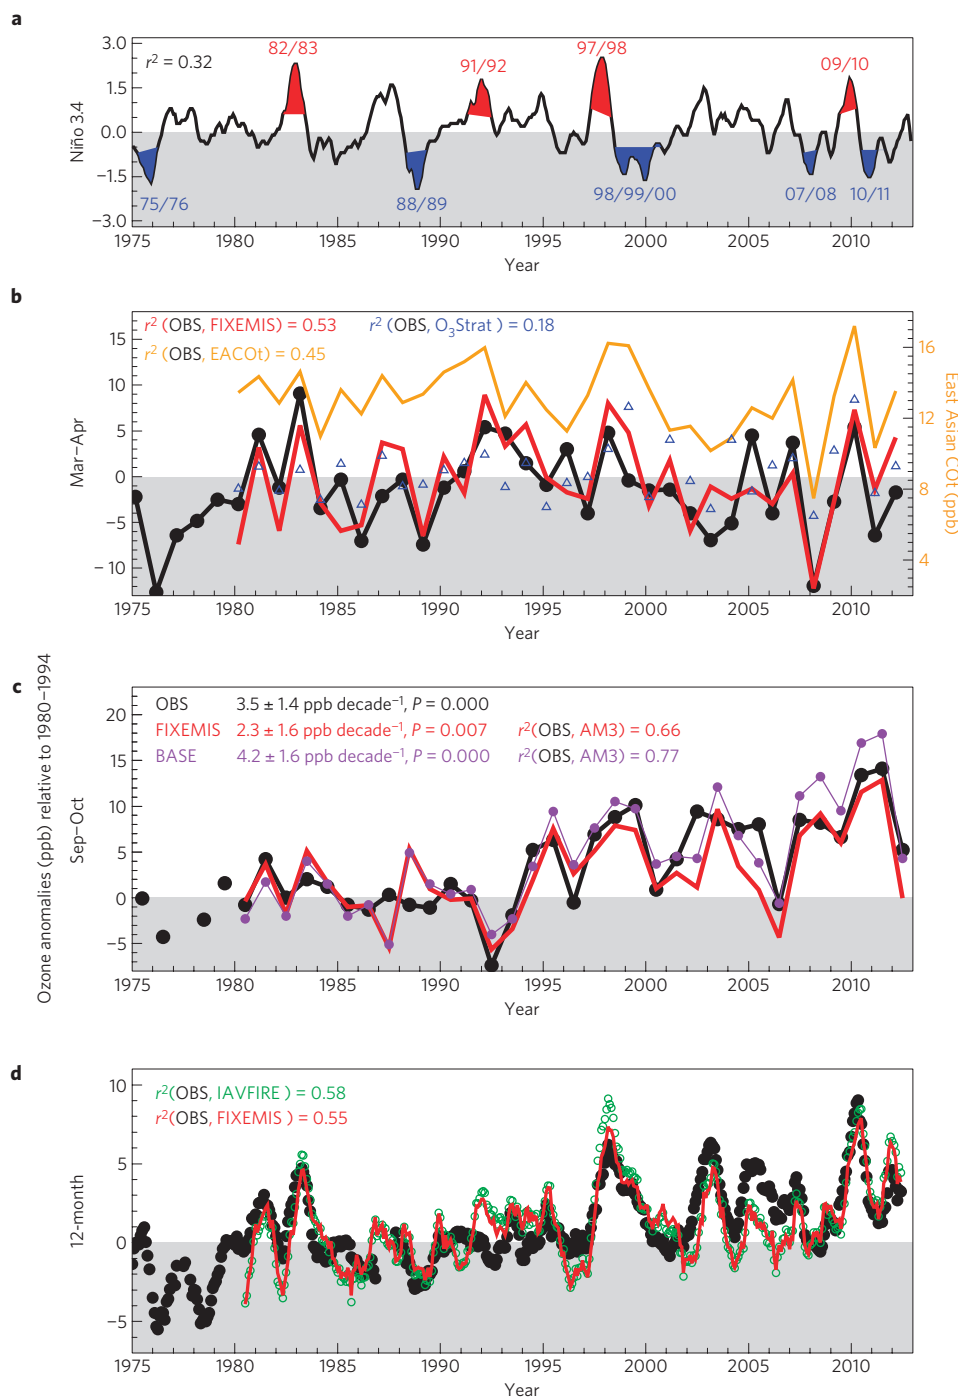 a
3.0
1.5
0.0
−1.5
−3.0
Niño 3.4
r² = 0.32
82/83
91/92
97/98
09/10
75/76
88/89
98/99/00
07/08
10/11
1975 1980 1985 1990 1995 2000 2005 2010
Year
b
r² (OBS, FIXEMIS) = 0.53
r² (OBS, O₃Strat ) = 0.18
r² (OBS, EACOt) = 0.45
15
10
5
0
−5
−10
Mar–Apr
16
12
8
4
East Asian COt (ppb)
1975 1980 1985 1990 1995 2000 2005 2010
Year
Ozone anomalies (ppb) relative to 1980–1994
c
OBS 3.5 ± 1.4 ppb decade⁻¹, P = 0.000
FIXEMIS 2.3 ± 1.6 ppb decade⁻¹, P = 0.007 r²(OBS, AM3) = 0.66
BASE 4.2 ± 1.6 ppb decade⁻¹, P = 0.000 r²(OBS, AM3) = 0.77
20
15
10
5
0
−5
Sep–Oct
1975 1980 1985 1990 1995 2000 2005 2010
Year
d
r²(OBS, IAVFIRE ) = 0.58
r²(OBS, FIXEMIS ) = 0.55
10
5
0
−5
12-month
1975 1980 1985 1990 1995 2000 2005 2010
Year